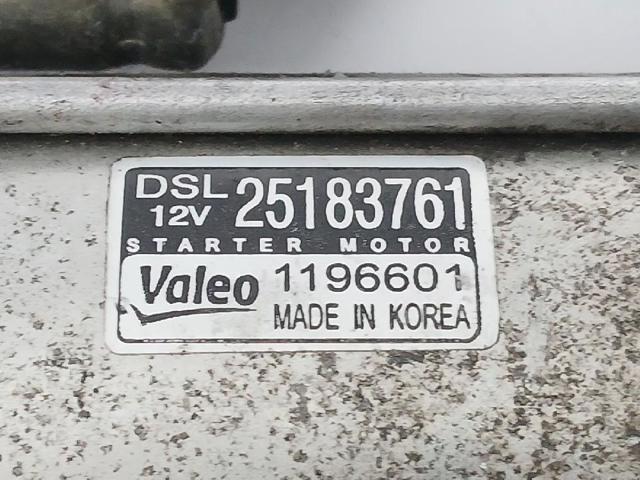 DSL 25183761
12V
STARTER MOTOR
Valeo 1196601
MADE IN KOREA